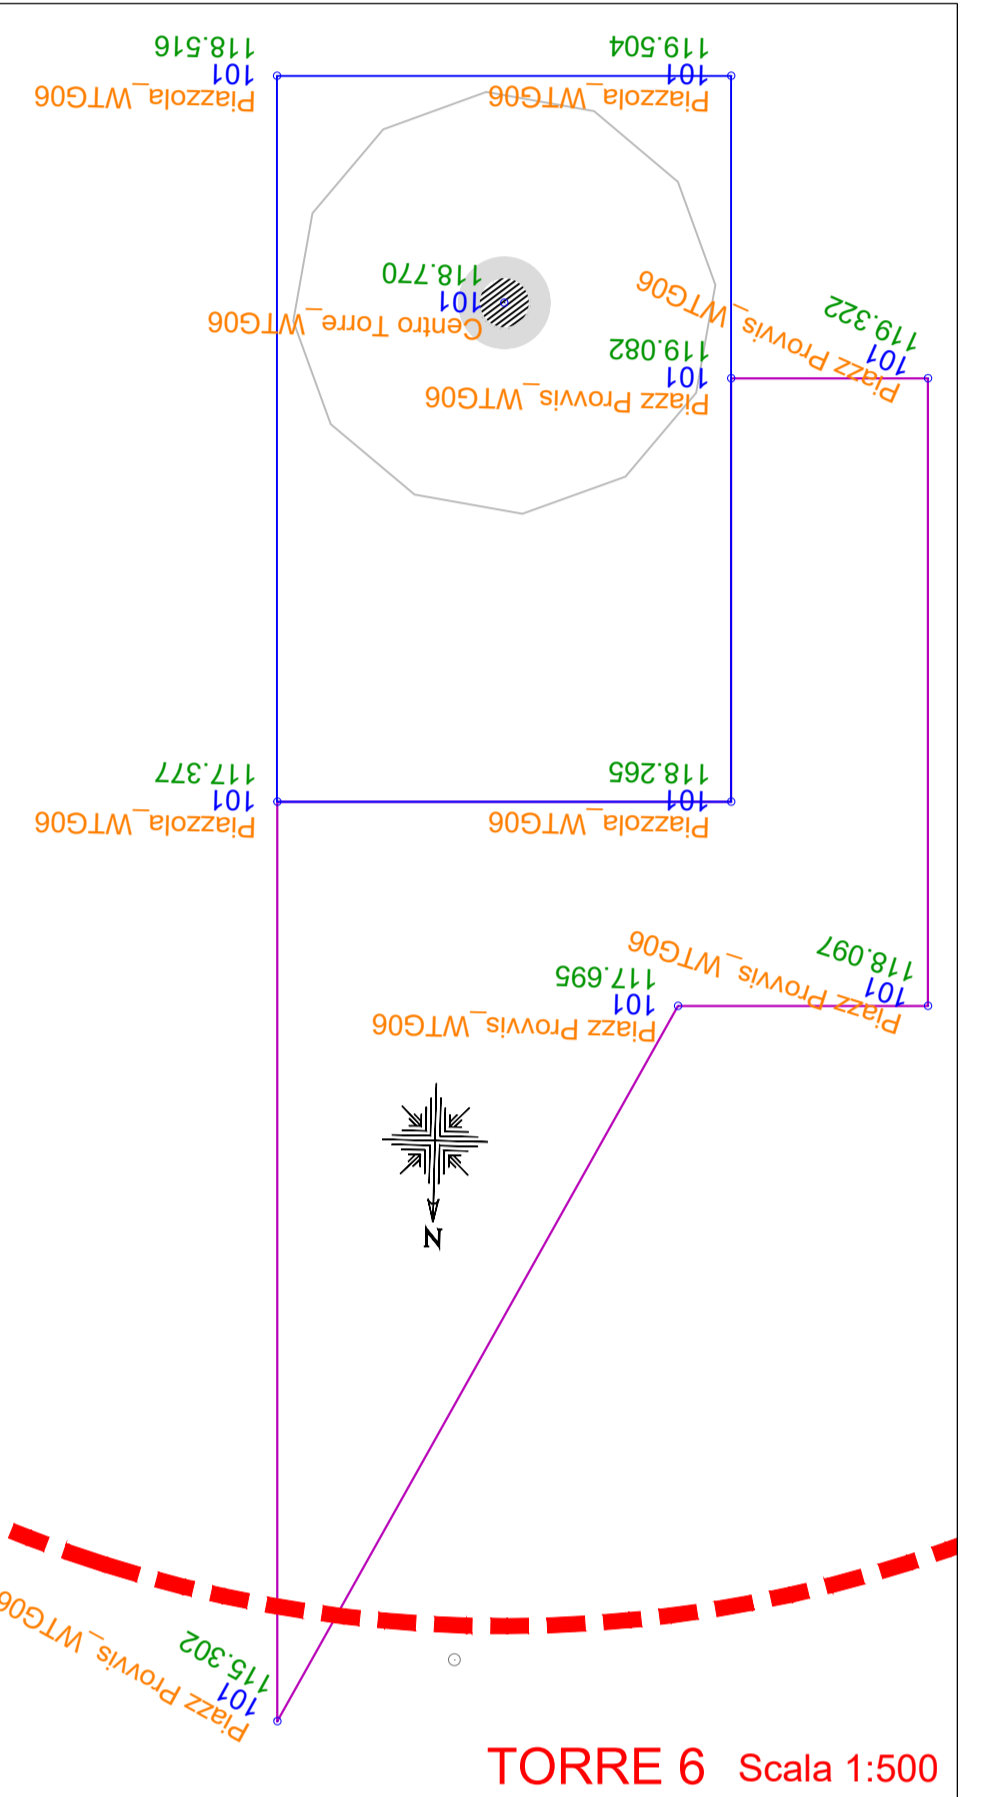 118.516
101
Piazzola_WTG06
119.504
101
Piazzola_WTG06
118.770
101
Centro Torre_WTG06
119.082
101
Piazz Provvis_WTG06
119.322
101
Piazz Provvis_WTG06
117.377
101
Piazzola_WTG06
118.265
101
Piazzola_WTG06
117.695
101
Piazz Provvis_WTG06
118.097
101
Piazz Provvis_WTG06
N
115.302
101
Piazz Provvis_WTG06
TORRE 6 Scala 1:500